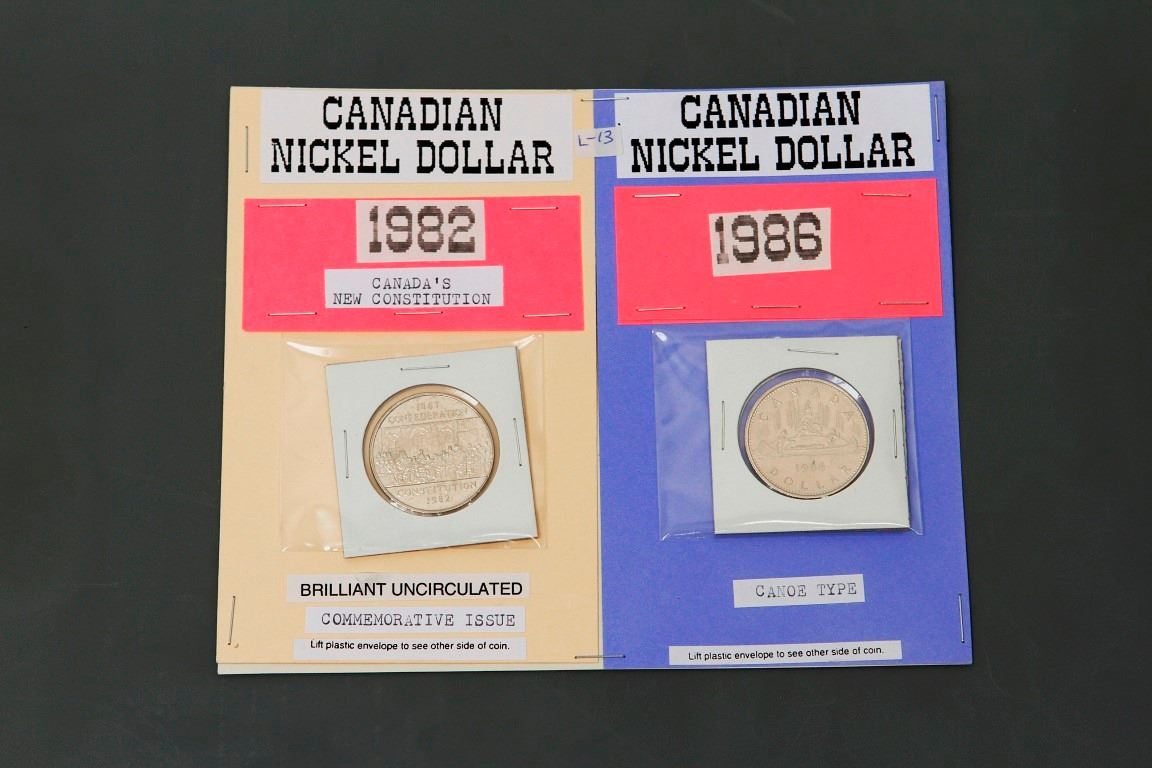 CANADIAN
NICKEL DOLLAR
1982
CANADA'S
NEW CONSTITUTION
1867
CONFEDERATION
CONSTITUTION
1982
BRILLIANT UNCIRCULATED
COMMEMORATIVE ISSUE
Lift plastic envelope to see other side of coin.
L-13
CANADIAN
NICKEL DOLLAR
1986
CANADA
1986
DOLLAR
CANOE TYPE
Lift plastic envelope to see other side of coin.